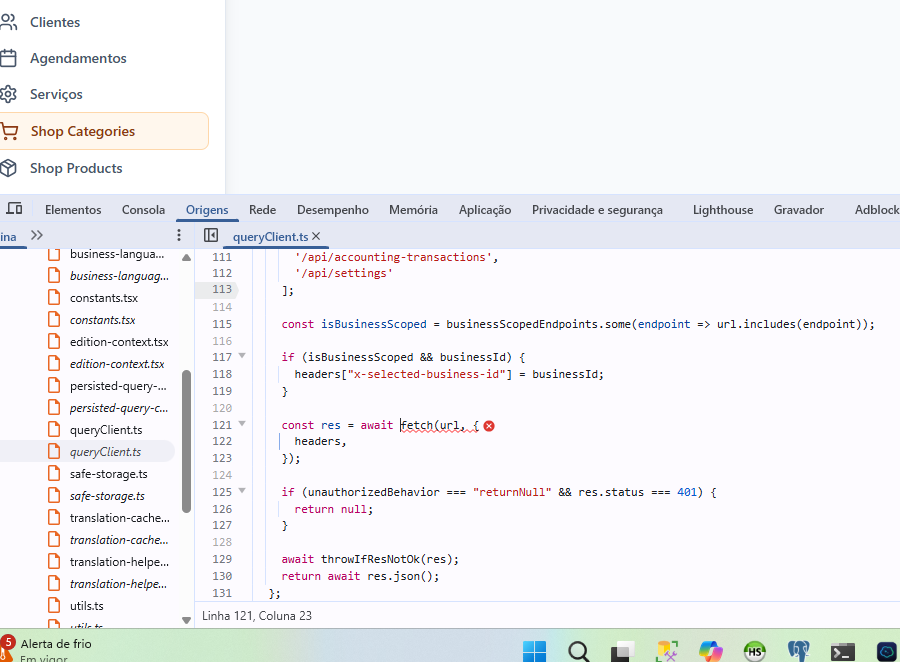 Clientes
Agendamentos
Serviços
Shop Categories
Shop Products
Elementos Consola Origens Rede Desempenho Memória Aplicação Privacidade e segurança Lighthouse Gravador Adblock
ina queryClient.ts
business-langua...
business-languag...
constants.tsx
constants.tsx
edition-context.tsx
edition-context.tsx
persisted-query-...
persisted-query-c...
queryClient.ts
queryClient.ts
safe-storage.ts
safe-storage.ts
translation-cache...
translation-cache...
translation-helpe...
translation-helpe...
utils.ts
utils.ts
111 '/api/accounting-transactions',
112 '/api/settings'
113 ];
114
115 const isBusinessScoped = businessScopedEndpoints.some(endpoint => url.includes(endpoint));
116
117 if (isBusinessScoped && businessId) {
118 headers["x-selected-business-id"] = businessId;
119 }
120
121 const res = await fetch(url, {
122 headers,
123 });
124
125 if (unauthorizedBehavior === "returnNull" && res.status === 401) {
126 return null;
127 }
128
129 await throwIfResNotOk(res);
130 return await res.json();
131 };
Linha 121, Coluna 23
5
Alerta de frio
Em vigor
HS